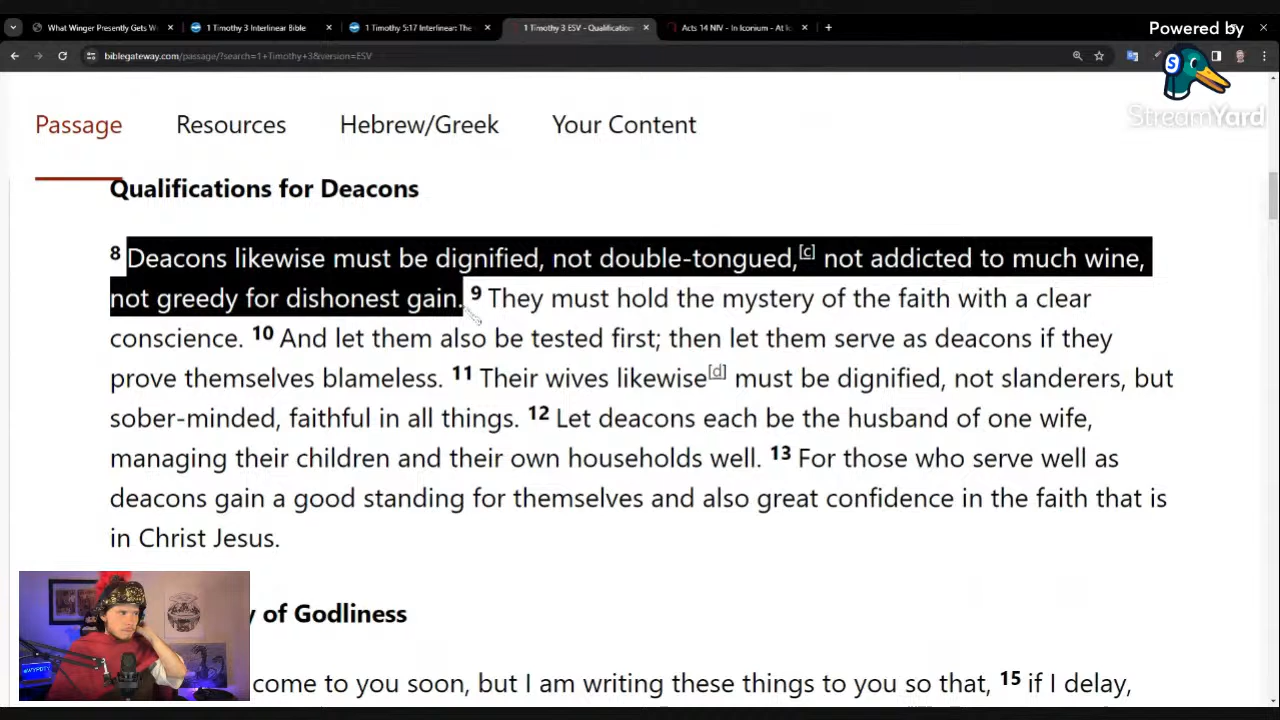 What Winger Presently Gets W
1 Timothy 3 Interlinear Bible
1 Timothy 5:17 Interlinear: The
1 Timothy 3 ESV - Qualification
Acts 14 NIV - In Iconium - At Ic
Powered by
biblegateway.com/passage/?search=1+Timothy+3&version=ESV
StreamYard
Passage
Resources
Hebrew/Greek
Your Content
Qualifications for Deacons
8 Deacons likewise must be dignified, not double-tongued,[c] not addicted to much wine,
not greedy for dishonest gain. 9 They must hold the mystery of the faith with a clear
conscience. 10 And let them also be tested first; then let them serve as deacons if they
prove themselves blameless. 11 Their wives likewise[d] must be dignified, not slanderers, but
sober-minded, faithful in all things. 12 Let deacons each be the husband of one wife,
managing their children and their own households well. 13 For those who serve well as
deacons gain a good standing for themselves and also great confidence in the faith that is
in Christ Jesus.
y of Godliness
come to you soon, but I am writing these things to you so that, 15 if I delay,
#WYPDTY